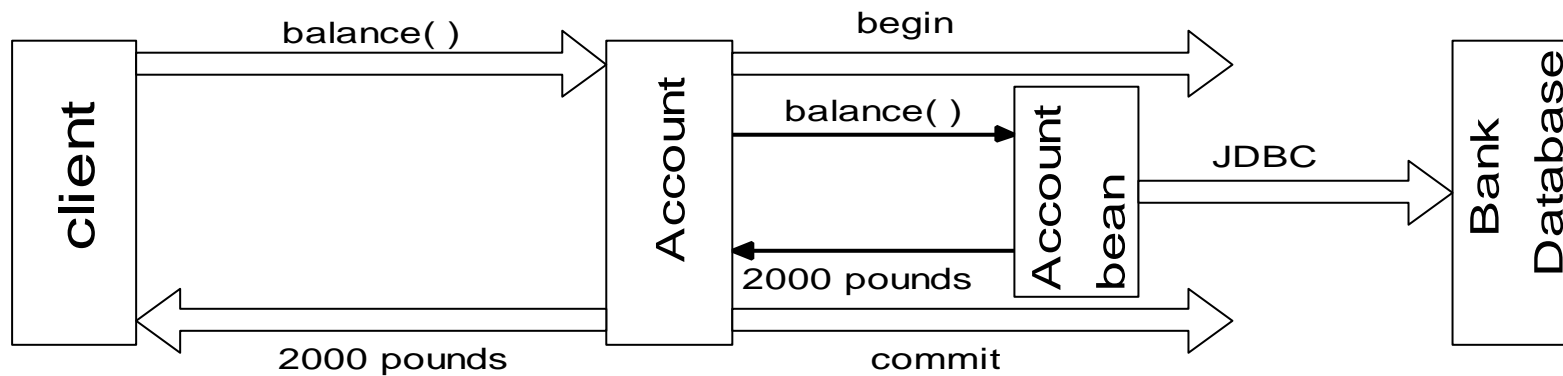 balance( )
begin
client
Account
balance( )
Account
bean
JDBC
Bank
Database
2000 pounds
2000 pounds
commit